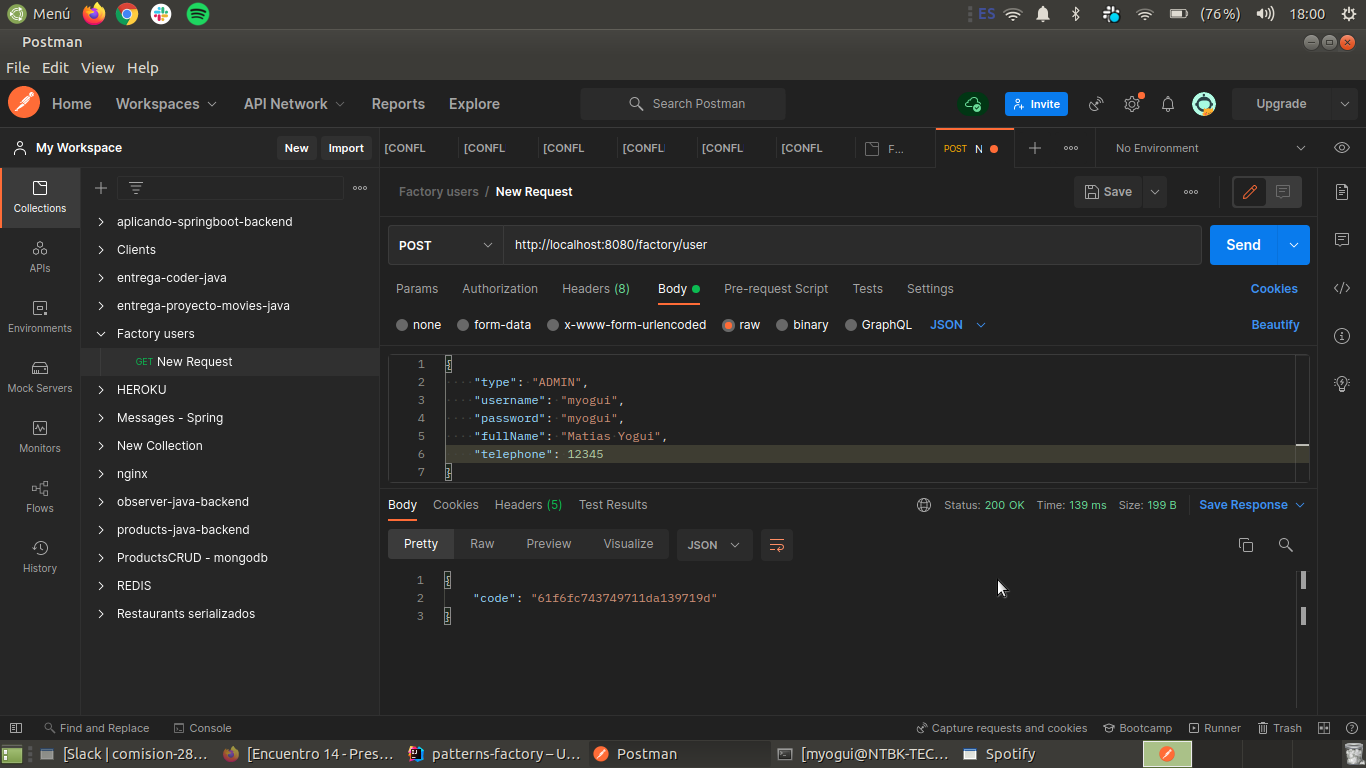 Menú ES (76%) 18:00
Postman
File Edit View Help
Home Workspaces API Network Reports Explore Search Postman Invite Upgrade
My Workspace New Import [CONFL [CONFL [CONFL [CONFL [CONFL [CONFL F... POST N No Environment
Factory users / New Request Save
Collections
APIs
Environments
Mock Servers
Monitors
Flows
History
aplicando-springboot-backend
Clients
entrega-coder-java
entrega-proyecto-movies-java
Factory users
GET New Request
HEROKU
Messages - Spring
New Collection
nginx
observer-java-backend
products-java-backend
ProductsCRUD - mongodb
REDIS
Restaurants serializados
POST http://localhost:8080/factory/user Send
Params Authorization Headers (8) Body Pre-request Script Tests Settings Cookies
none form-data x-www-form-urlencoded raw binary GraphQL JSON Beautify
1 {
2 "type": "ADMIN",
3 "username": "myogui",
4 "password": "myogui",
5 "fullName": "Matias Yogui",
6 "telephone": 12345
7 }
Body Cookies Headers (5) Test Results Status: 200 OK Time: 139 ms Size: 199 B Save Response
Pretty Raw Preview Visualize JSON
1 {
2 "code": "61f6fc743749711da139719d"
3 }
Find and Replace Console Capture requests and cookies Bootcamp Runner Trash
[Slack | comision-28... [Encuentro 14 - Pres... patterns-factory – U... Postman [myogui@NTBK-TEC... Spotify